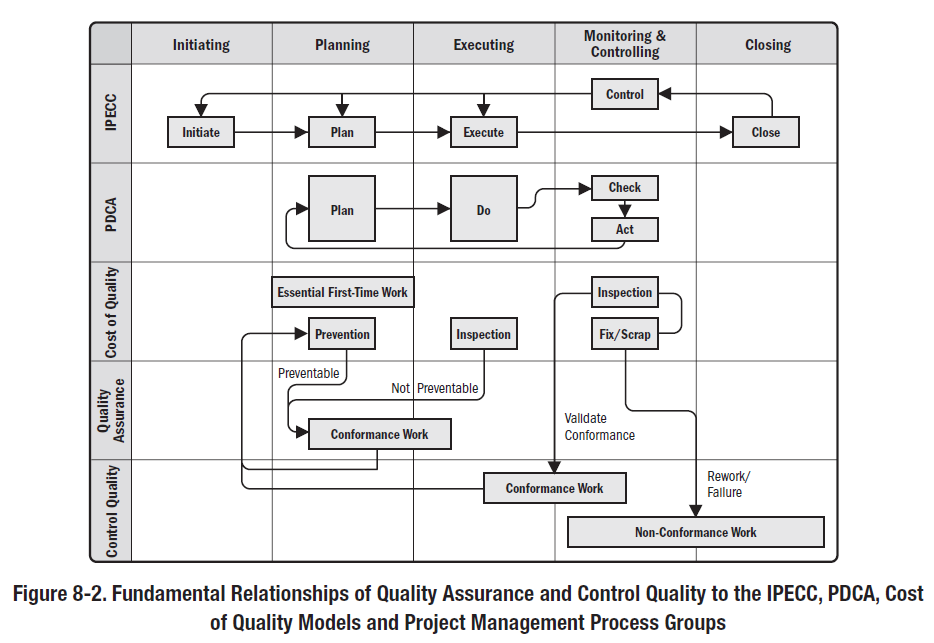 Initiating
Planning
Executing
Monitoring &
Controlling
Closing
IPECC
Control
Initiate
Plan
Execute
Close
PDCA
Plan
Do
Check
Act
Cost of Quality
Essential First-Time Work
Inspection
Prevention
Inspection
Fix/Scrap
Quality
Assurance
Preventable
Not Preventable
Conformance Work
Validate
Conformance
Control Quality
Conformance Work
Rework/
Failure
Non-Conformance Work
Figure 8-2. Fundamental Relationships of Quality Assurance and Control Quality to the IPECC, PDCA, Cost
of Quality Models and Project Management Process Groups